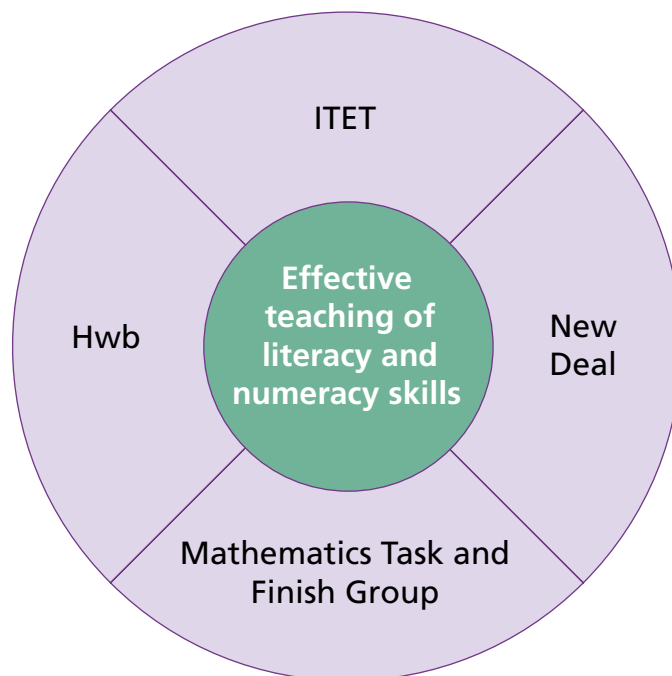 ITET
Hwb
Effective
teaching of
literacy and
numeracy skills
New
Deal
Mathematics Task and
Finish Group